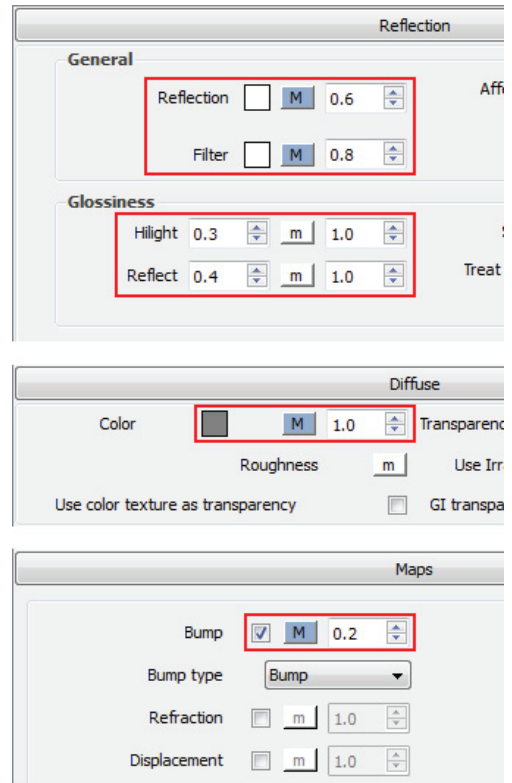 Reflection
General
Reflection M 0.6 Aff
Filter M 0.8
Glossiness
Hilight 0.3 m 1.0
Reflect 0.4 m 1.0 Treat
Diffuse
Color M 1.0 Transparenc
Roughness m Use Irr
Use color texture as transparency GI transpa
Maps
Bump M 0.2
Bump type Bump
Refraction m 1.0
Displacement m 1.0